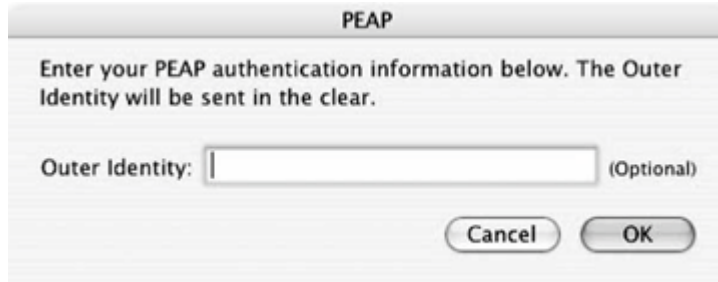 PEAP
Enter your PEAP authentication information below. The Outer
Identity will be sent in the clear.
Outer Identity: (Optional)
Cancel OK